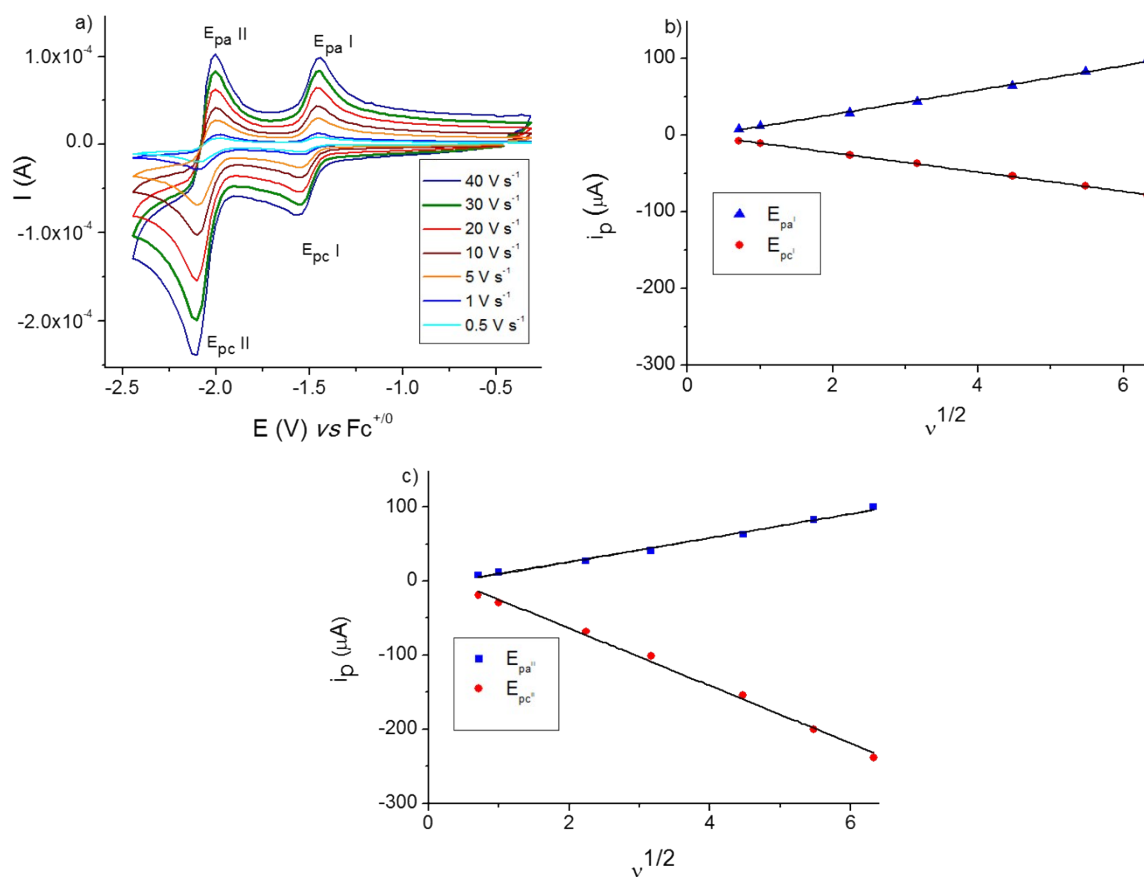 a)
E_pa II
E_pa I
1.0x10^-4
0.0
-1.0x10^-4
-2.0x10^-4
I (A)
E_pc I
E_pc II
40 V s^-1
30 V s^-1
20 V s^-1
10 V s^-1
5 V s^-1
1 V s^-1
0.5 V s^-1
-2.5 -2.0 -1.5 -1.0 -0.5
E (V) vs Fc^+/0
b)
100
0
-100
-200
-300
i_p (μA)
E_pa^I
E_pc^I
0 2 4 6
ν^1/2
c)
100
0
-100
-200
-300
i_p (μA)
E_pa^II
E_pc^II
0 2 4 6
ν^1/2